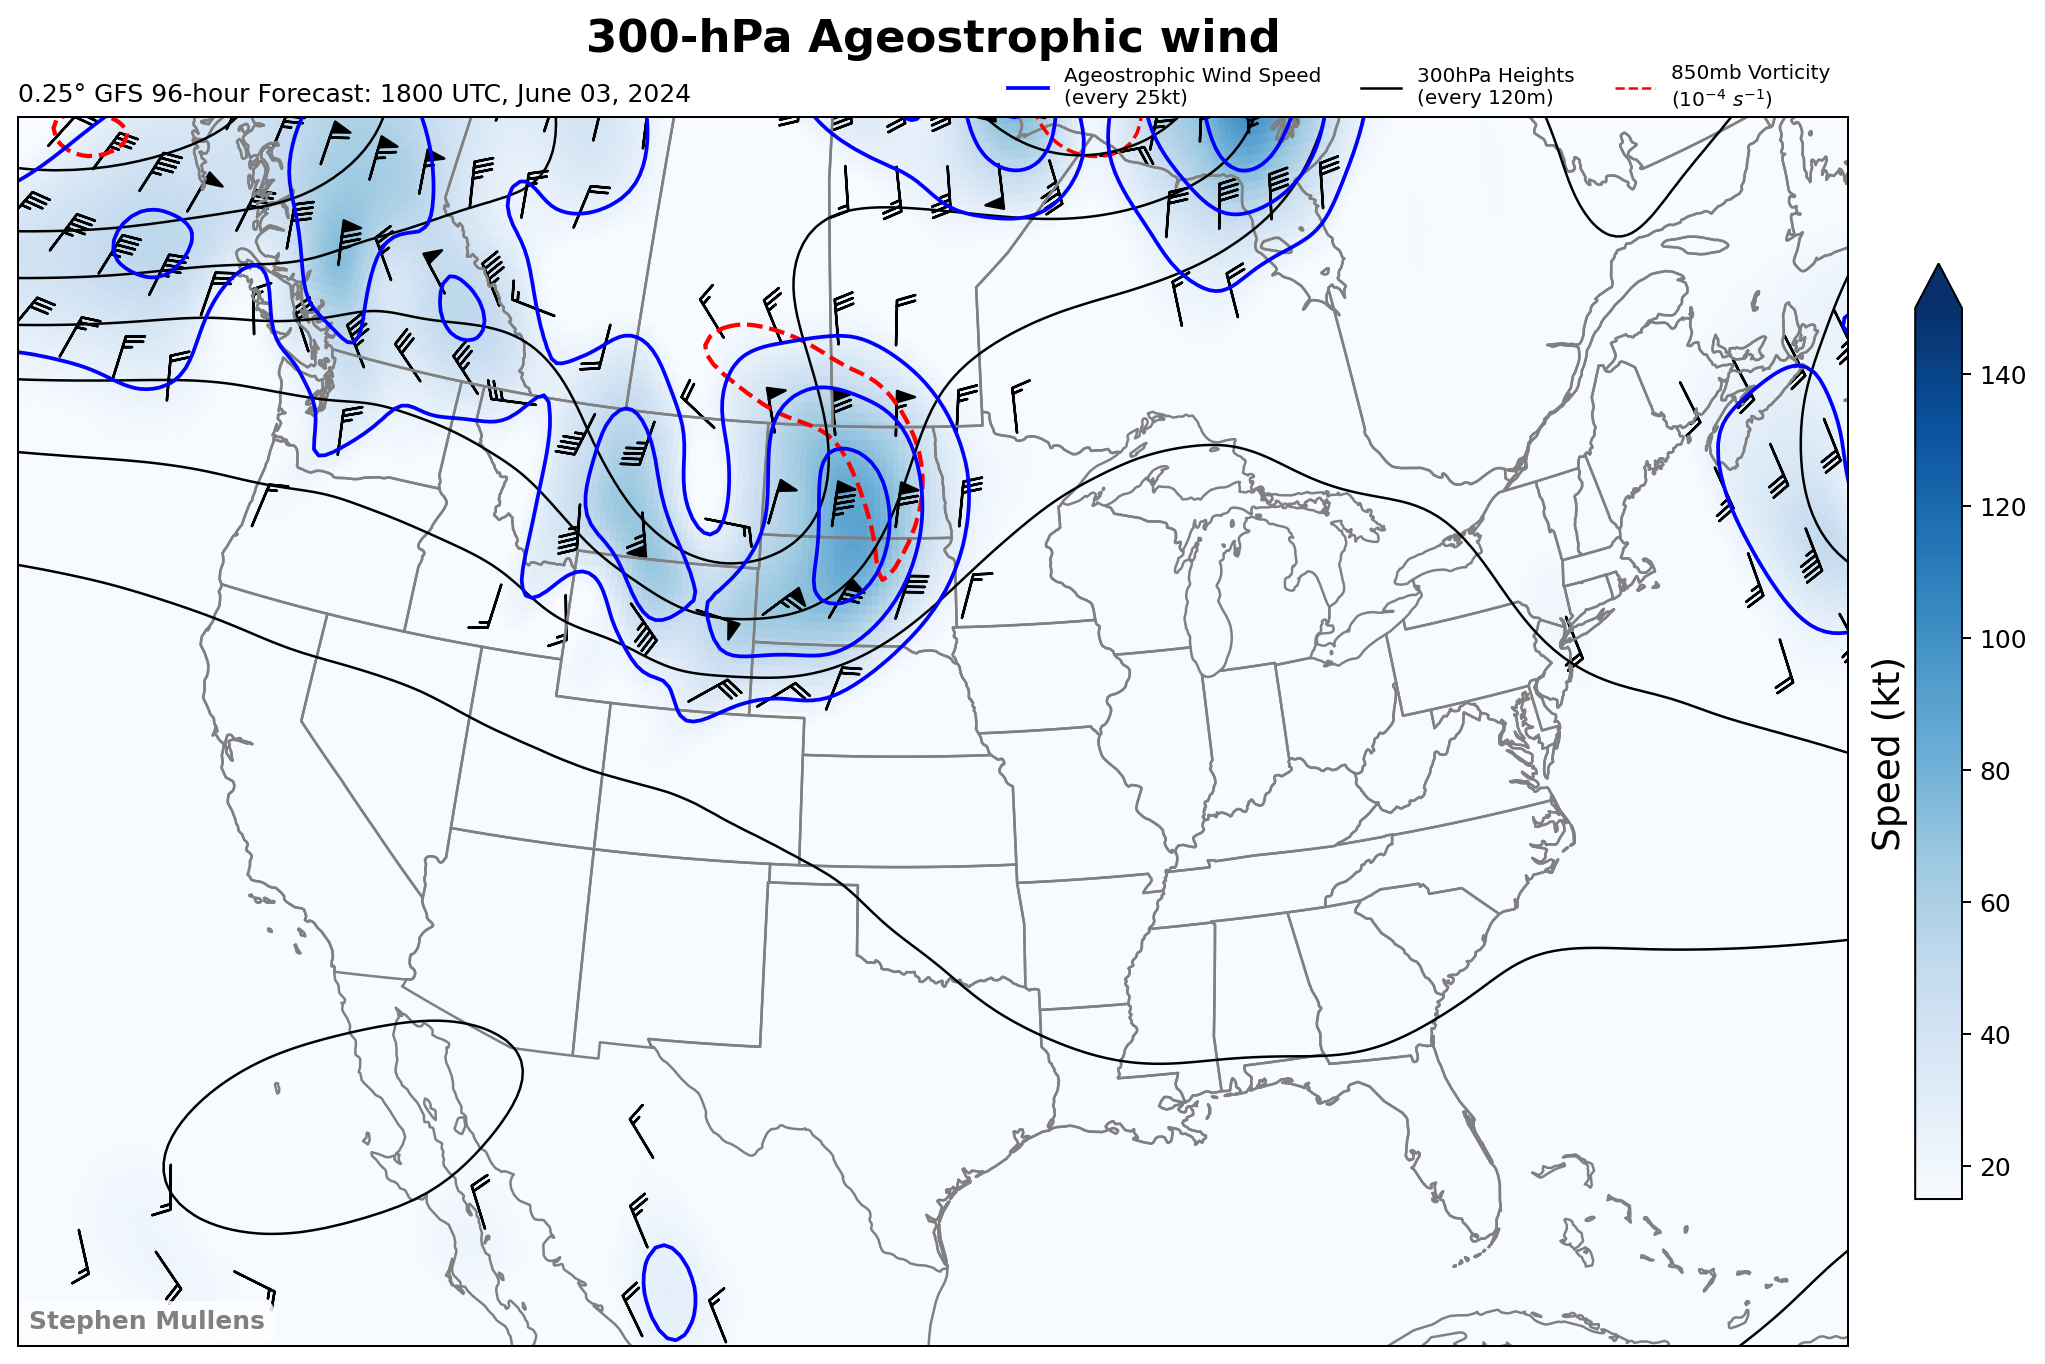 300-hPa Ageostrophic wind
0.25° GFS 96-hour Forecast: 1800 UTC, June 03, 2024
Ageostrophic Wind Speed
(every 25kt)
300hPa Heights
(every 120m)
850mb Vorticity
(10⁻⁴ s⁻¹)
140
120
100
80
60
40
20
Speed (kt)
Stephen Mullens